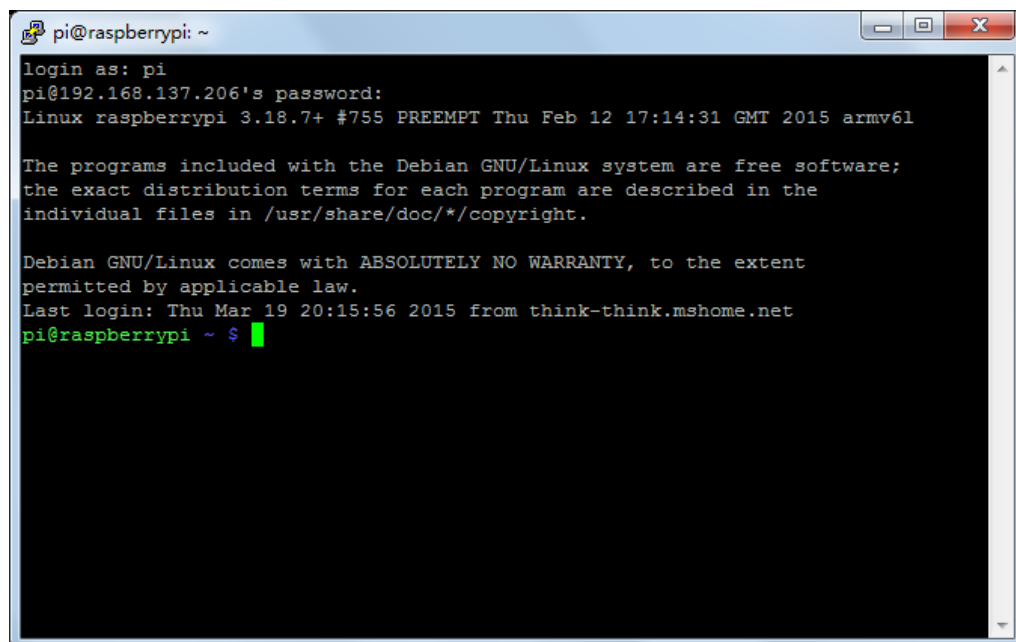 pi@raspberrypi: ~
login as: pi
pi@192.168.137.206's password:
Linux raspberrypi 3.18.7+ #755 PREEMPT Thu Feb 12 17:14:31 GMT 2015 armv6l
The programs included with the Debian GNU/Linux system are free software;
the exact distribution terms for each program are described in the
individual files in /usr/share/doc/*/copyright.
Debian GNU/Linux comes with ABSOLUTELY NO WARRANTY, to the extent
permitted by applicable law.
Last login: Thu Mar 19 20:15:56 2015 from think-think.mshome.net
pi@raspberrypi ~ $